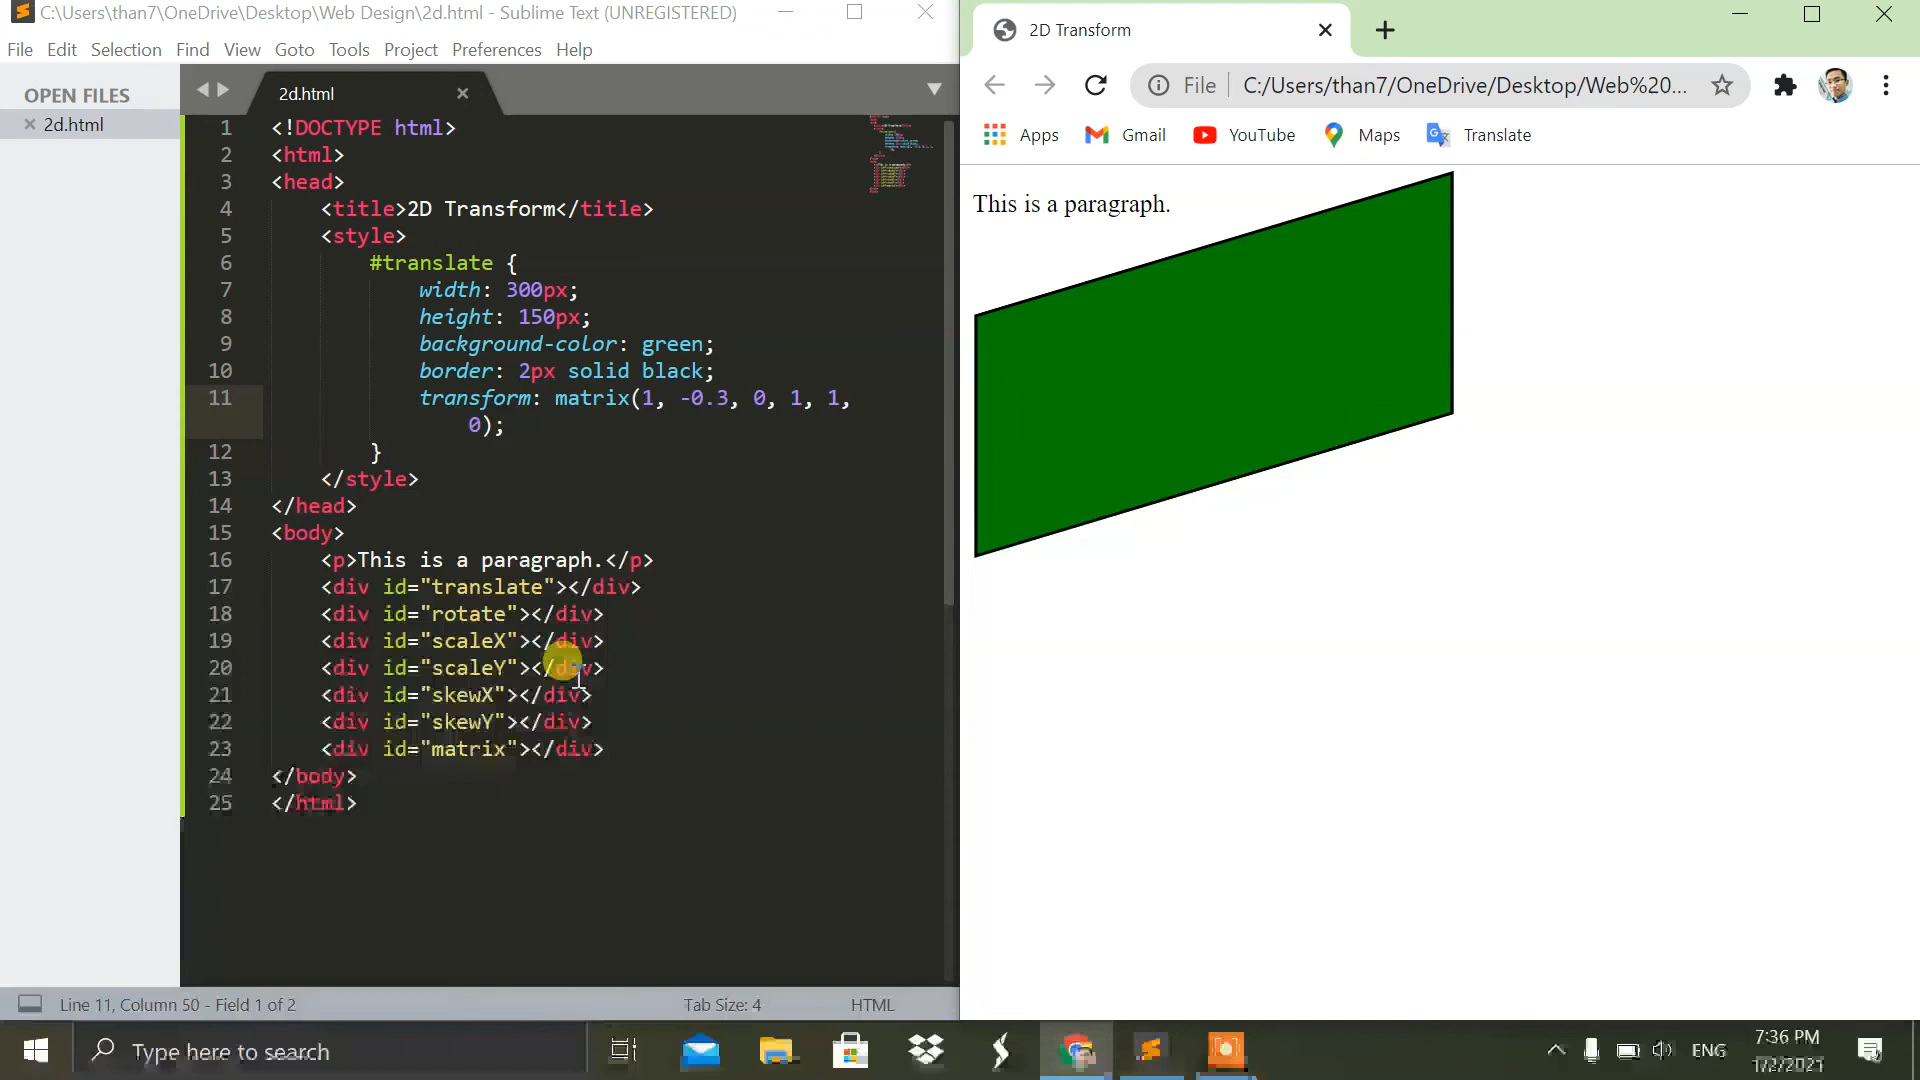 C:\Users\than7\OneDrive\Desktop\Web Design\2d.html - Sublime Text (UNREGISTERED)
File Edit Selection Find View Goto Tools Project Preferences Help
OPEN FILES
2d.html
2d.html
1 <!DOCTYPE html>
2 <html>
3 <head>
4 <title>2D Transform</title>
5 <style>
6 #translate {
7 width: 300px;
8 height: 150px;
9 background-color: green;
10 border: 2px solid black;
11 transform: matrix(1, -0.3, 0, 1, 1,
0);
12 }
13 </style>
14 </head>
15 <body>
16 <p>This is a paragraph.</p>
17 <div id="translate"></div>
18 <div id="rotate"></div>
19 <div id="scaleX"></div>
20 <div id="scaleY"></div>
21 <div id="skewX"></div>
22 <div id="skewY"></div>
23 <div id="matrix"></div>
24 </body>
25 </html>
Line 11, Column 50 - Field 1 of 2
Tab Size: 4
HTML
2D Transform
File C:/Users/than7/OneDrive/Desktop/Web%20...
Apps Gmail YouTube Maps Translate
This is a paragraph.
Type here to search
ENG
7:36 PM
1/2/2021